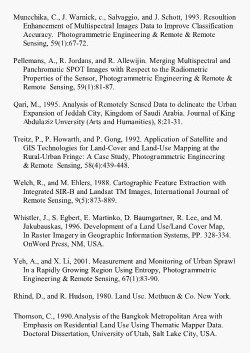 Munechika, C., J. Warnick, c., Salvaggio, and J. Schott, 1993. Resoultion
Enhancement of Multispectral Images Data to Improve Classification
Accuracy. Photogrammetric Engineering & Remote & Remote
Sensing, 59(1):67-72.
Pellemans, A., R. Jordans, and R. Allewijin. Merging Multispectral and
Panchromatic SPOT Images with Respect to the Radiometric
Properties of the Sensor, Photogrammetric Engineering & Remote &
Remote Sensing, 59(1):81-87.
Qari, M., 1995. Analysis of Remotely Scnscd Data to delincatc the Urban
Expansion of Jeddah City, Kingdom of Saudi Arabia. Journal of King
Abdulaziz Unversity (Arts and Humanities), 8:21-31.
Treitz, P., P. Howarth, and P. Gong, 1992. Application of Satellite and
GIS Technologies for Land-Cover and Land-Use Mapping at the
Rural-Urban Fringe: A Case Study, Photogrammetric Engineering
& Remote Sensing, 58(4):439-448.
Welch, R., and M. Ehlers, 1988. Cartographic Feature Extraction with
Integrated SIR-B and Landsat TM Images, International Journal of
Remote Sensing, 9(5):873-889.
Whistler, J., S. Egbert, E. Martinko, D. Baumgartner, R. Lee, and M.
Jakubauskas, 1996. Development of a Land Use/Land Cover Map,
In Raster Imagery in Geographic Information Systems, PP. 328-334.
OnWord Press, NM, USA.
Yeh, A., and X. Li, 2001. Measurement and Monitoring of Urban Sprawl
In a Rapidly Growing Region Using Entropy, Photogrammetric
Engineering & Remote Sensing, 67(1):83-90.
Rhind, D., and R. Hudson, 1980. Land Use. Methuen & Co. New York.
Thomson, C., 1990.Analysis of the Bangkok Metropolitan Area with
Emphasis on Residential Land Use Using Thematic Mapper Data.
Doctoral Dissertation, University of Utah, Salt Lake City, USA.